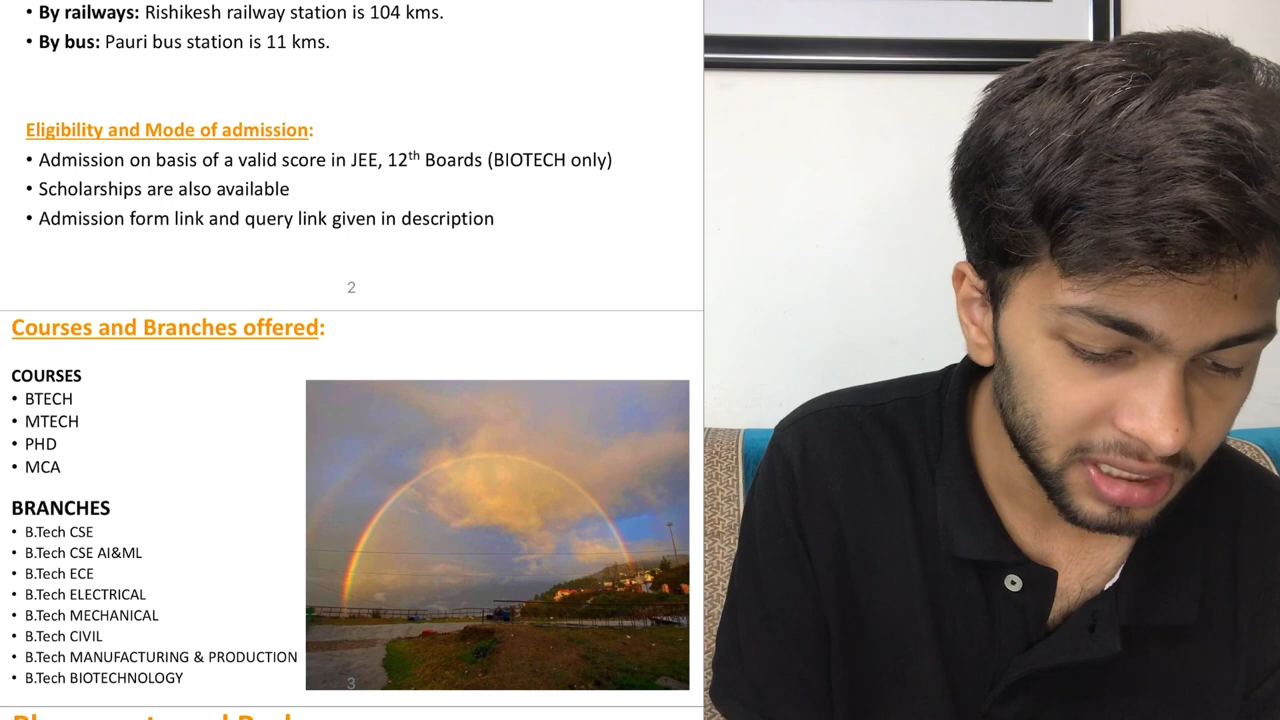 • By railways: Rishikesh railway station is 104 kms.
• By bus: Pauri bus station is 11 kms.
Eligibility and Mode of admission:
• Admission on basis of a valid score in JEE, 12th Boards (BIOTECH only)
• Scholarships are also available
• Admission form link and query link given in description
2
Courses and Branches offered:
COURSES
• BTECH
• MTECH
• PHD
• MCA
BRANCHES
• B.Tech CSE
• B.Tech CSE AI&ML
• B.Tech ECE
• B.Tech ELECTRICAL
• B.Tech MECHANICAL
• B.Tech CIVIL
• B.Tech MANUFACTURING & PRODUCTION
• B.Tech BIOTECHNOLOGY
3